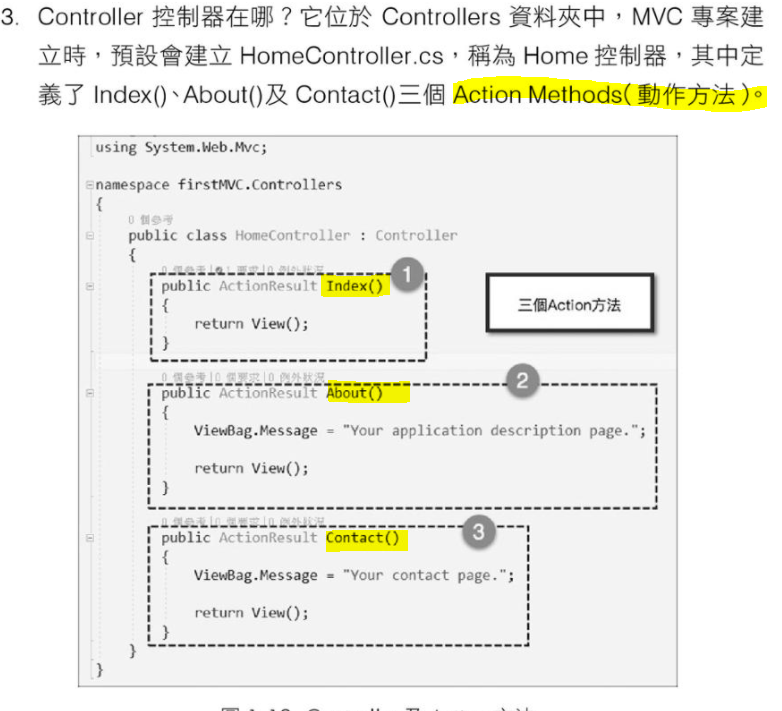 3. Controller 控制器在哪？它位於 Controllers 資料夾中，MVC 專案建
立時，預設會建立 HomeController.cs，稱為 Home 控制器，其中定
義了 Index()、About()及 Contact()三個 Action Methods(動作方法)。
using System.Web.Mvc;
namespace firstMVC.Controllers
{
0 個參考
public class HomeController : Controller
{
1
public ActionResult Index()
三個Action方法
{
return View();
}
0 個參考|0 個要求|0 例外狀況
2
public ActionResult About()
{
ViewBag.Message = "Your application description page.";
return View();
}
0 個參考|0 個要求|0 例外狀況
3
public ActionResult Contact()
{
ViewBag.Message = "Your contact page.";
return View();
}
}
}